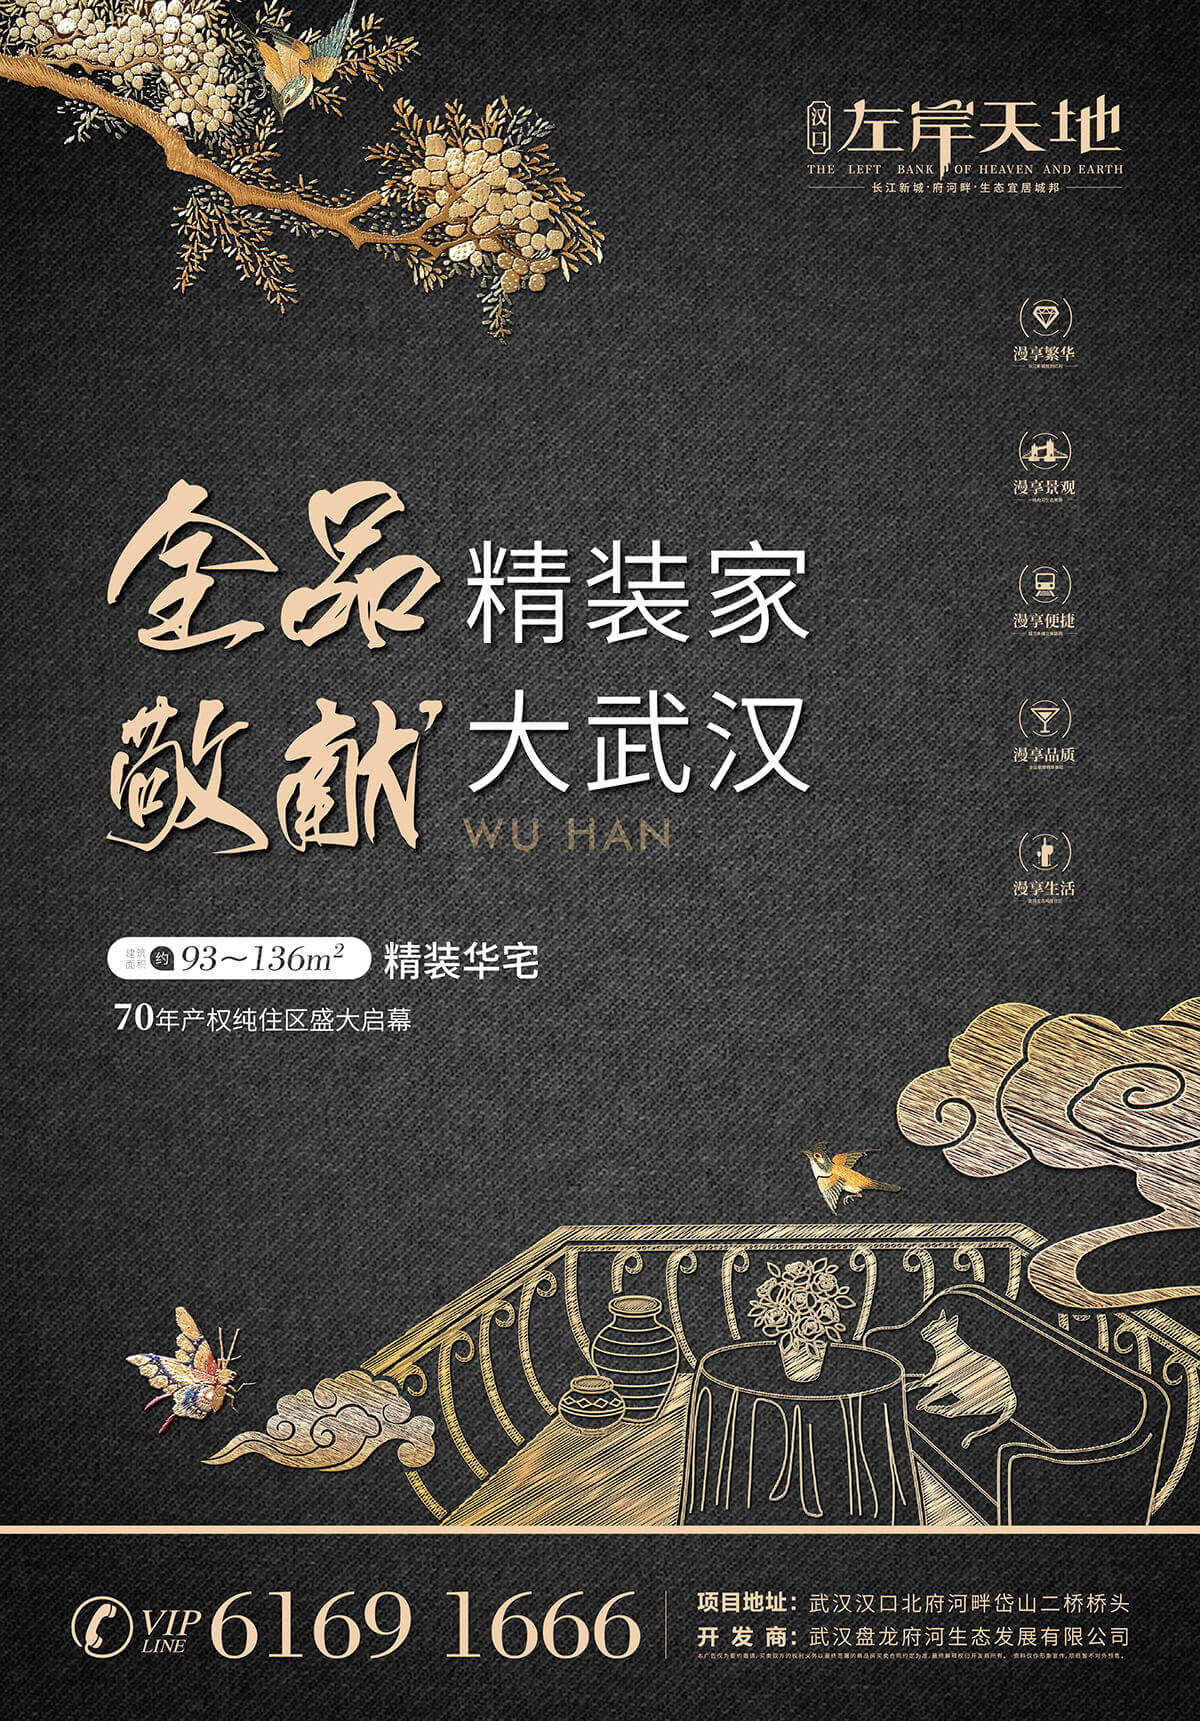 汉口
左岸天地
THE LEFT BANK OF HEAVEN AND EARTH
长江新城·府河畔·生态宜居城邦
漫享繁华
漫享景观
漫享便捷
漫享品质
漫享生活
全品 精装家
敬献 大武汉
WU HAN
建筑面积 约 93~136m² 精装华宅
70年产权纯住区盛大启幕
VIP LINE 6169 1666
项目地址：武汉汉口北府河畔岱山二桥桥头
开发商：武汉盘龙府河生态发展有限公司